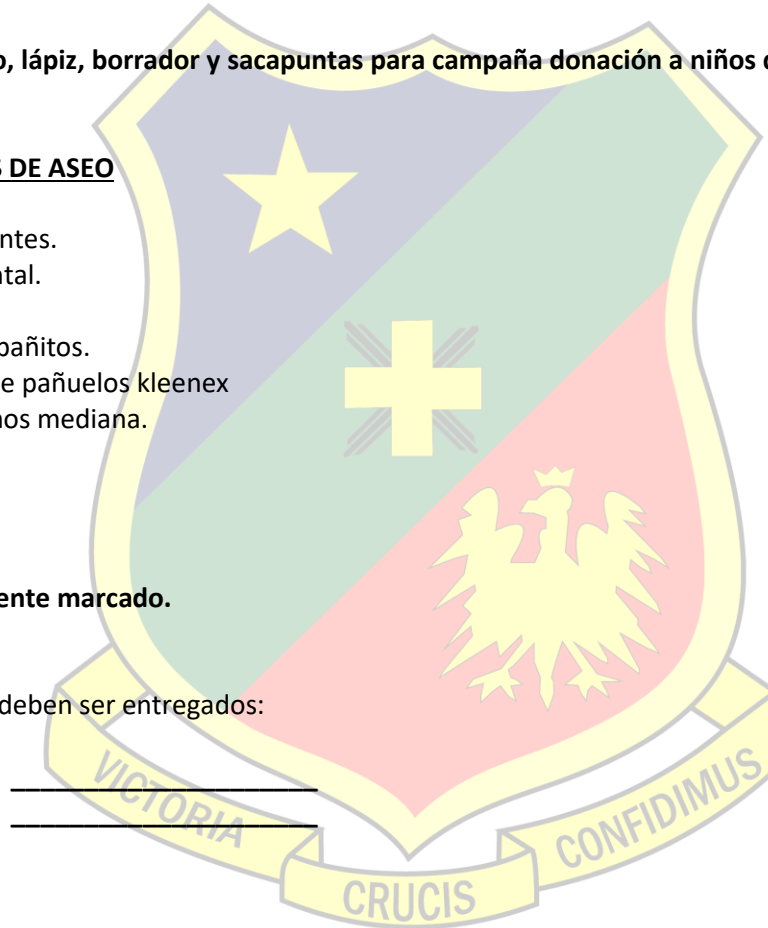 o, lápiz, borrador y sacapuntas para campaña donación a niños d
S DE ASEO
ntes.
ntal.
pañitos.
e pañuelos kleenex
nos mediana.
ente marcado.
deben ser entregados:
VICTORIA
CRUCIS
CONFIDIMUS